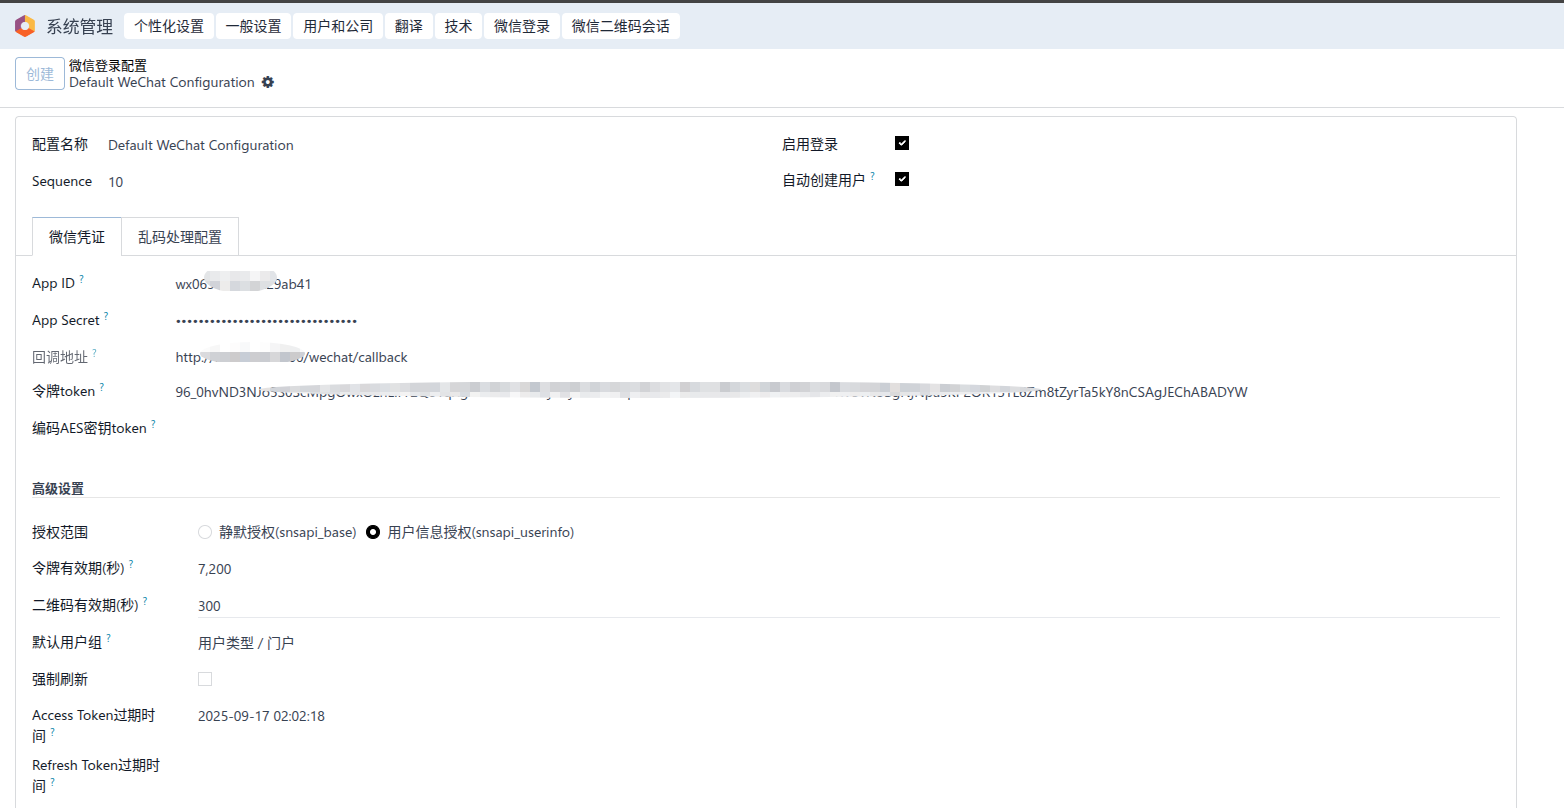 系统管理 个性化设置 一般设置 用户和公司 翻译 技术 微信登录 微信二维码会话
创建
微信登录配置
Default WeChat Configuration
配置名称 Default WeChat Configuration
启用登录
Sequence 10
自动创建用户 ?
微信凭证 乱码处理配置
App ID ? wx06 9ab41
App Secret ? ••••••••••••••••••••••••••••••••
回调地址 ? http:/ /wechat/callback
令牌token ? 96_0hvND3NJ Zm8tZyrTa5kY8nCSAgJEChABADYW
编码AES密钥token ?
高级设置
授权范围 静默授权(snsapi_base) 用户信息授权(snsapi_userinfo)
令牌有效期(秒) ? 7,200
二维码有效期(秒) ? 300
默认用户组 ? 用户类型 / 门户
强制刷新
Access Token过期时 2025-09-17 02:02:18
间 ?
Refresh Token过期时
间 ?